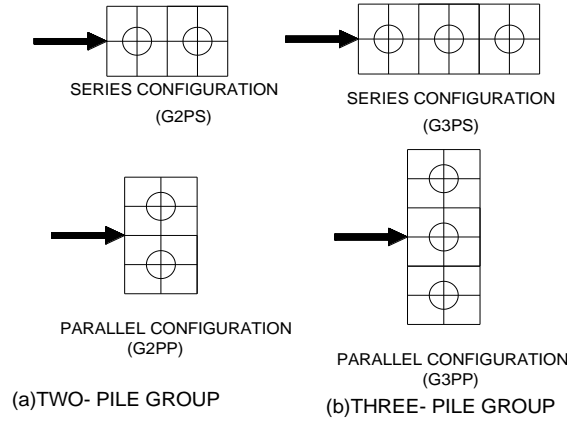 SERIES CONFIGURATION
(G2PS)
SERIES CONFIGURATION
(G3PS)
PARALLEL CONFIGURATION
(G2PP)
PARALLEL CONFIGURATION
(G3PP)
(a)TWO- PILE GROUP
(b)THREE- PILE GROUP